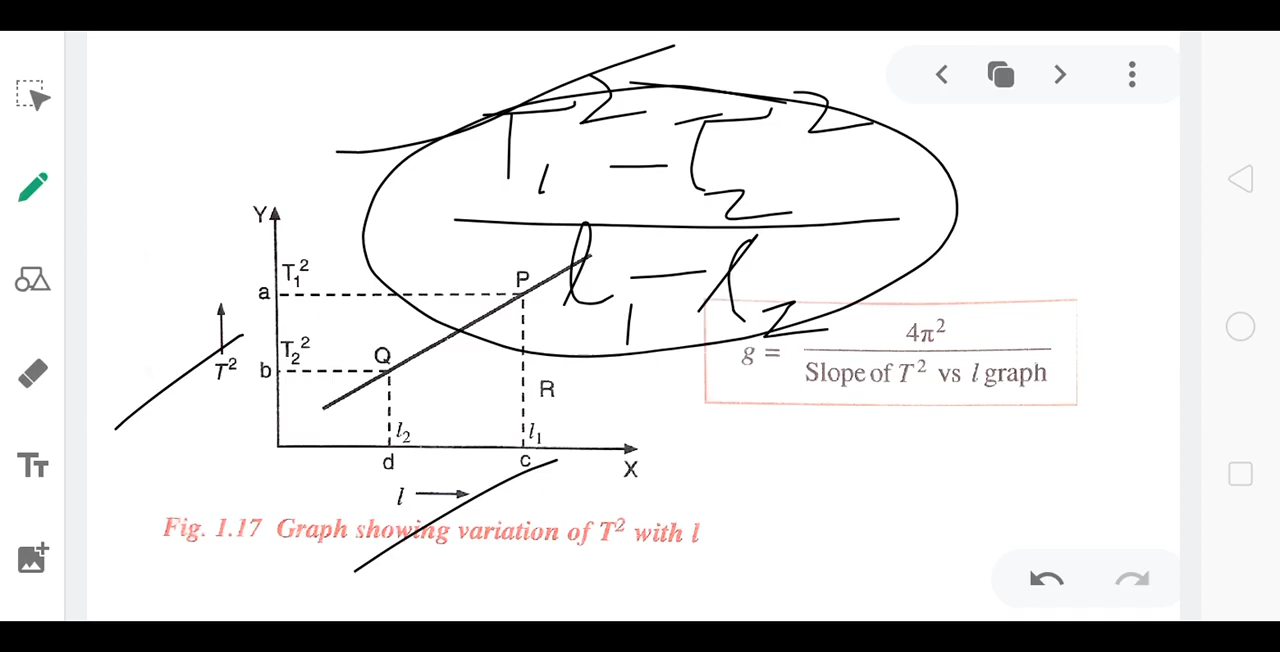 T₁² – T₂²
l₁ – l₂
Y
T₁²
P
a
T₂²
Q
T²
b
R
l₂
l₁
d
c
X
l
g = 4π² / Slope of T² vs l graph
Fig. 1.17 Graph showing variation of T² with l
TT